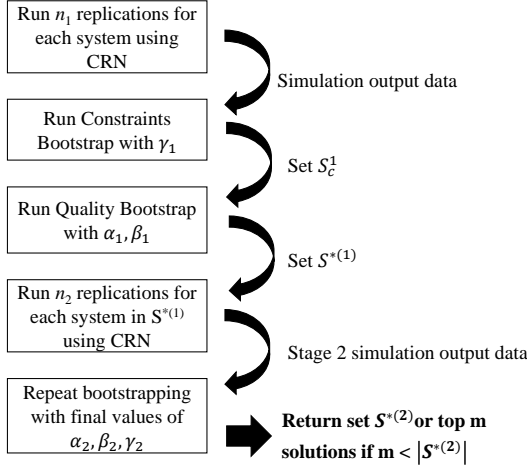 Run n₁ replications for
each system using
CRN
Simulation output data
Run Constraints
Bootstrap with γ₁
Set S_c^1
Run Quality Bootstrap
with α₁, β₁
Set S*⁽¹⁾
Run n₂ replications for
each system in S*⁽¹⁾
using CRN
Stage 2 simulation output data
Repeat bootstrapping
with final values of
α₂, β₂, γ₂
Return set S*⁽²⁾ or top m
solutions if m < |S*⁽²⁾|